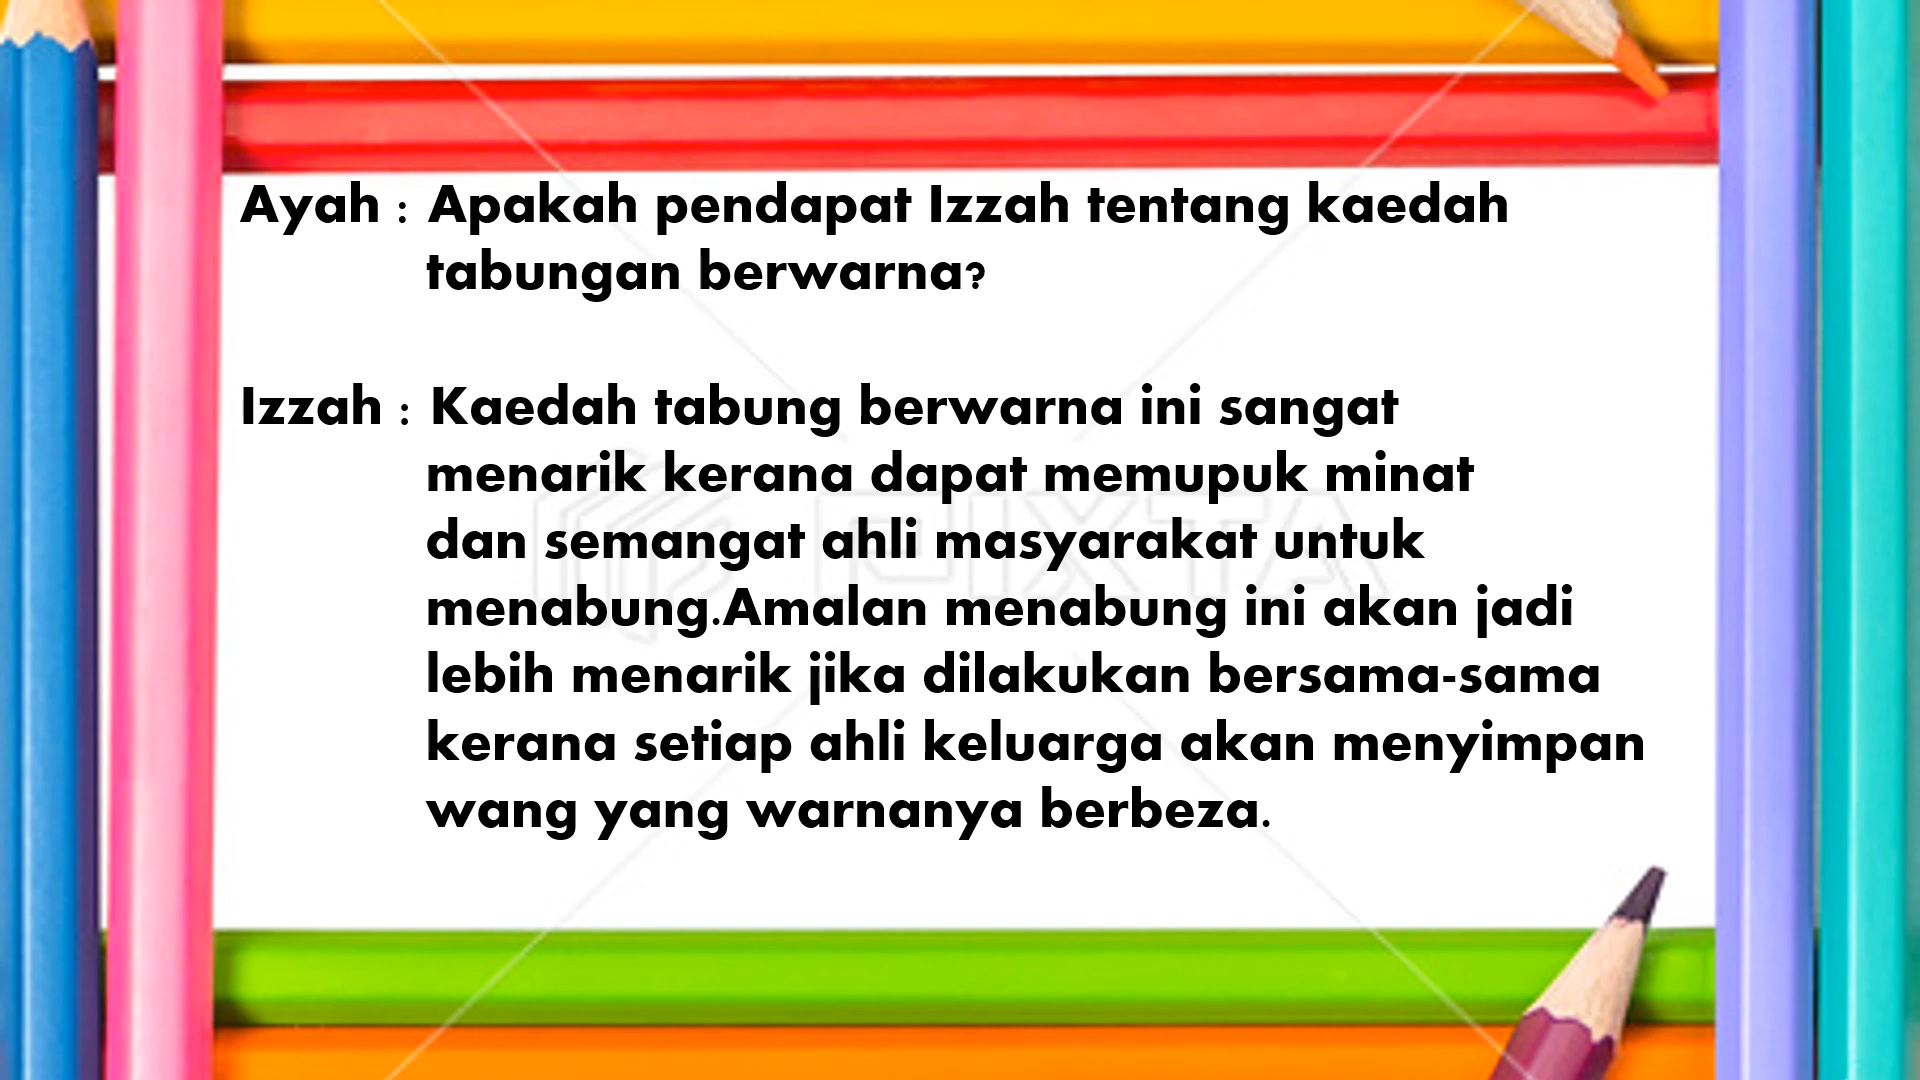 Ayah : Apakah pendapat Izzah tentang kaedah
tabungan berwarna?
Izzah : Kaedah tabung berwarna ini sangat
menarik kerana dapat memupuk minat
dan semangat ahli masyarakat untuk
menabung.Amalan menabung ini akan jadi
lebih menarik jika dilakukan bersama-sama
kerana setiap ahli keluarga akan menyimpan
wang yang warnanya berbeza.
PIXTA